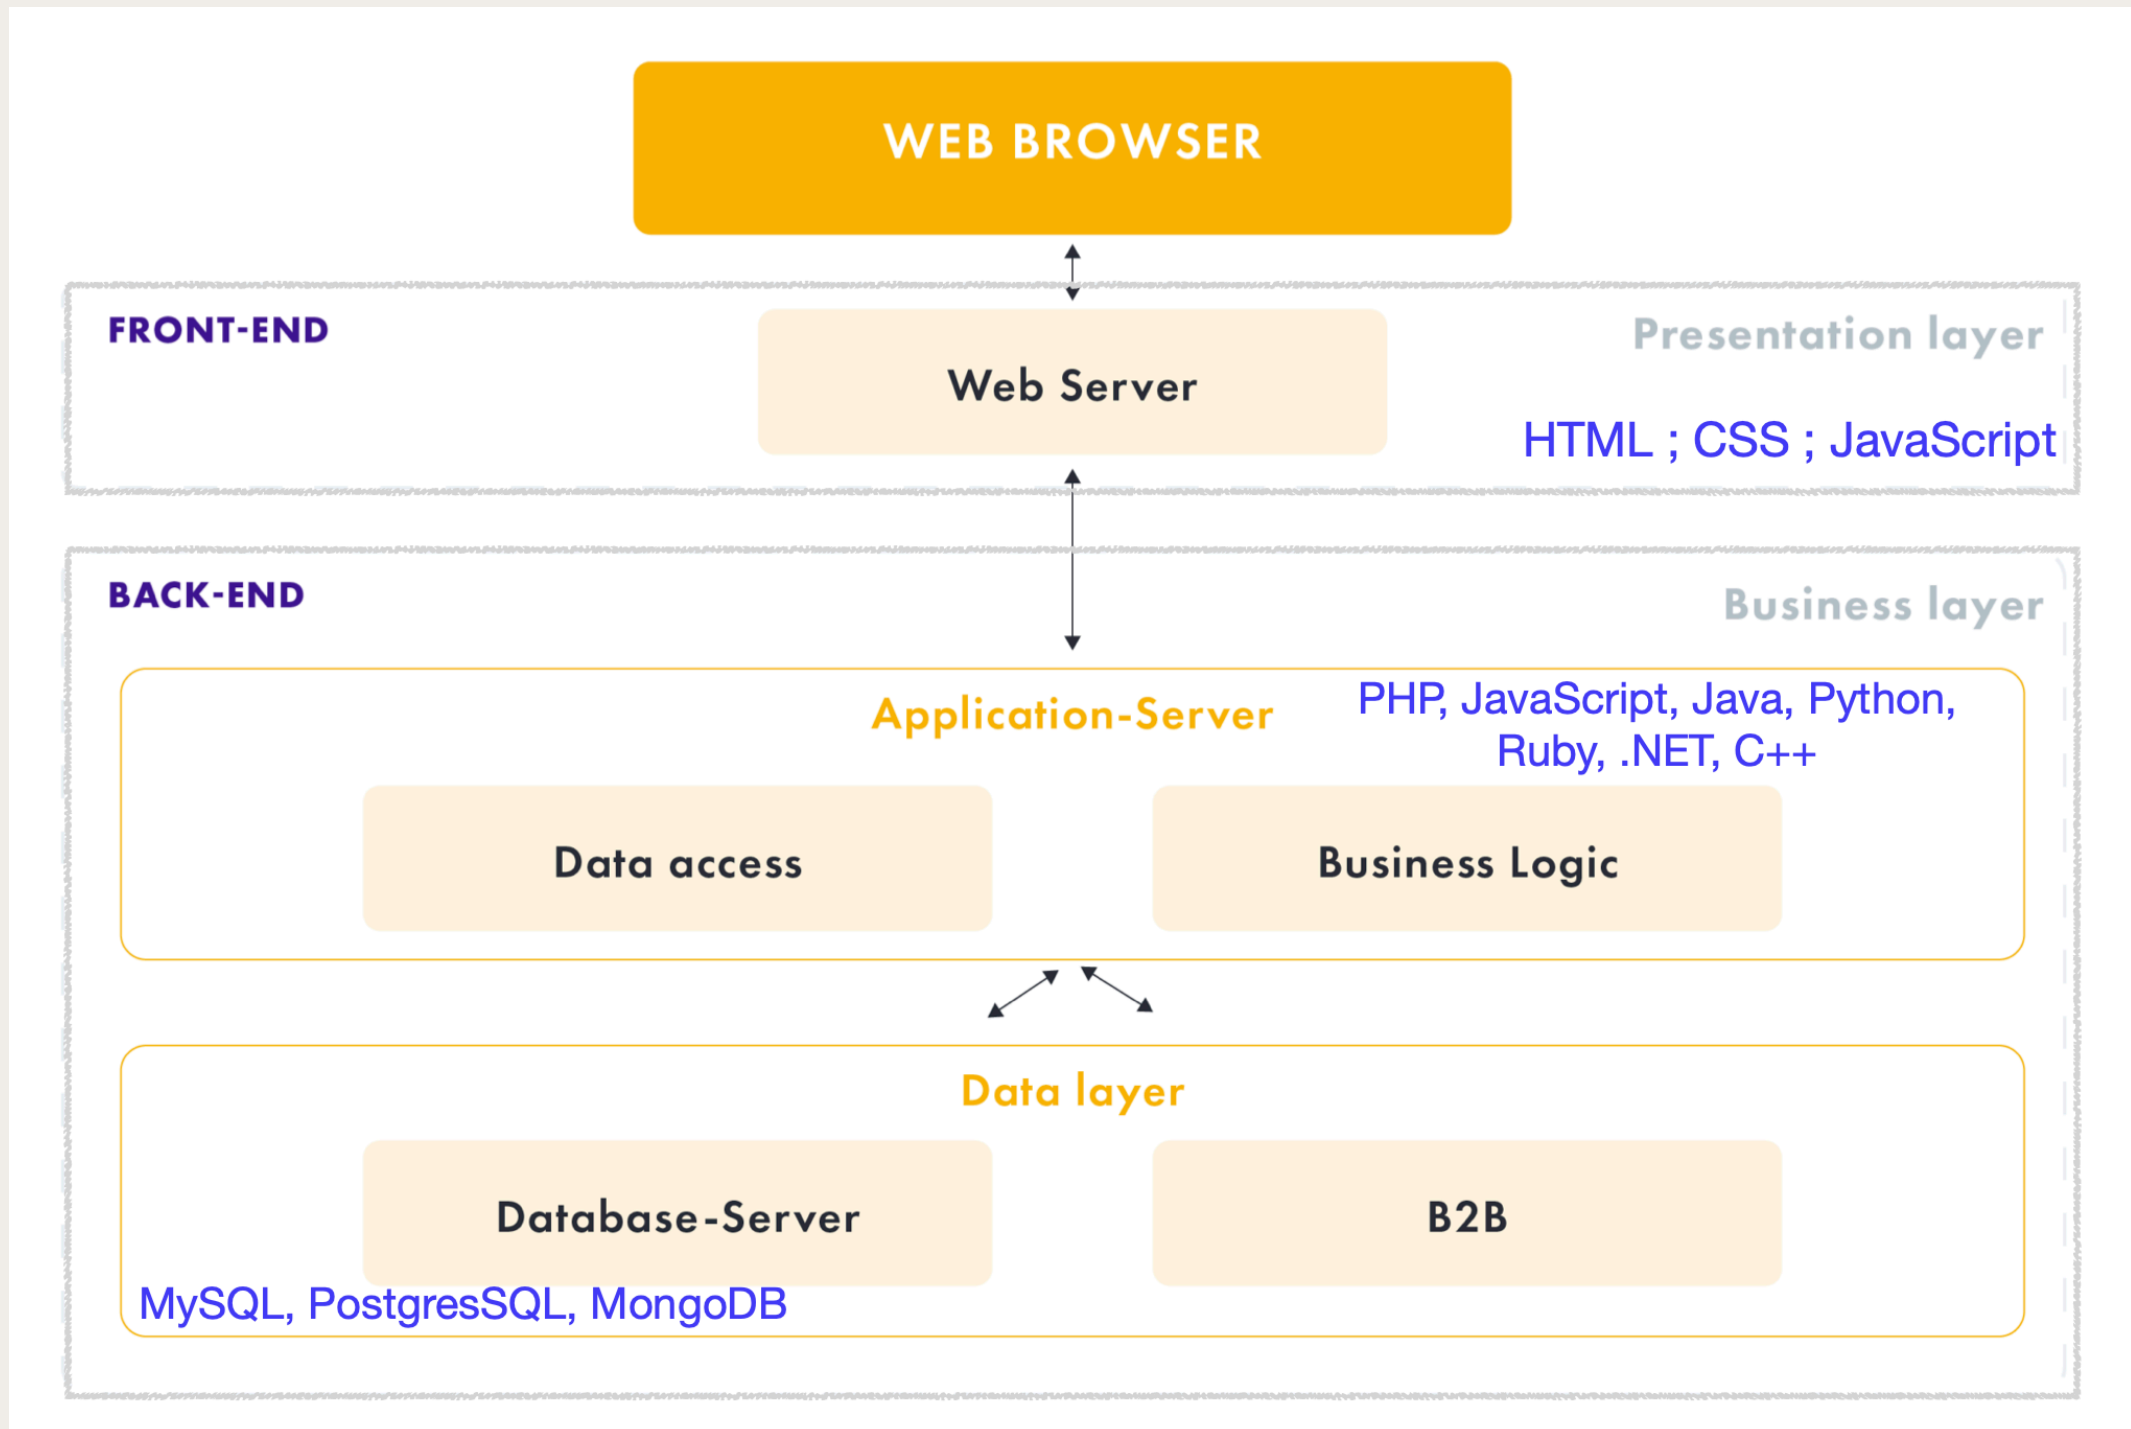 WEB BROWSER
FRONT-END
Presentation layer
Web Server
HTML ; CSS ; JavaScript
BACK-END
Business layer
Application-Server
PHP, JavaScript, Java, Python,
Ruby, .NET, C++
Data access
Business Logic
Data layer
Database-Server
B2B
MySQL, PostgresSQL, MongoDB